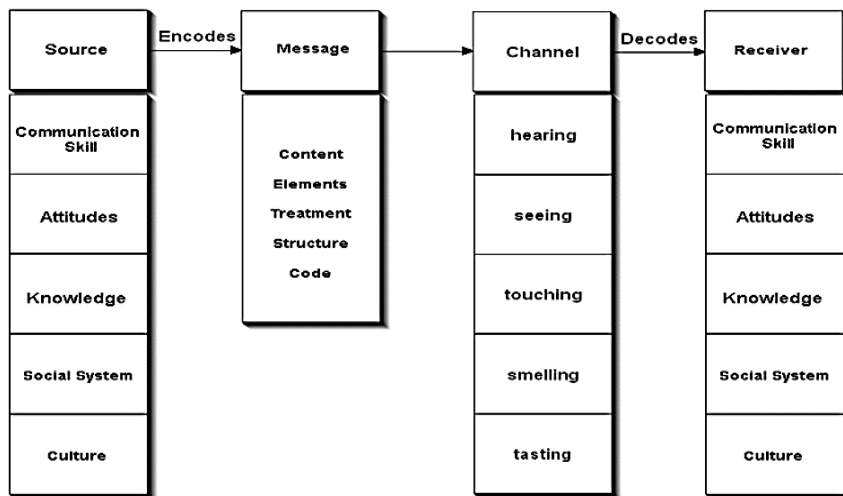 Source
Encodes
Message
Channel
Decodes
Receiver
Communication
Skill
Attitudes
Knowledge
Social System
Culture
Content
Elements
Treatment
Structure
Code
hearing
seeing
touching
smelling
tasting
Communication
Skill
Attitudes
Knowledge
Social System
Culture